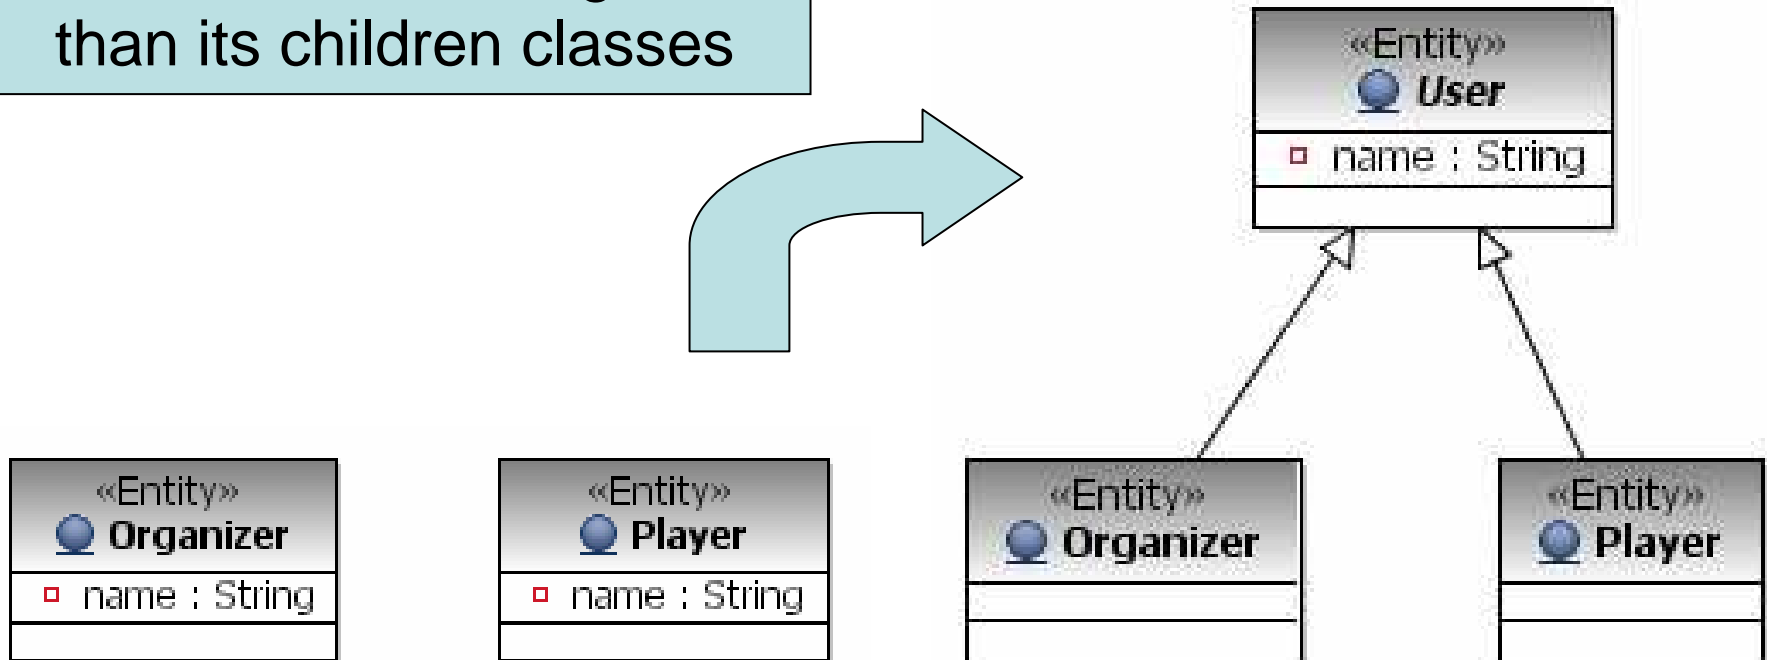 than its children classes
«Entity»
User
name : String
«Entity»
Organizer
name : String
«Entity»
Player
name : String
«Entity»
Organizer
«Entity»
Player